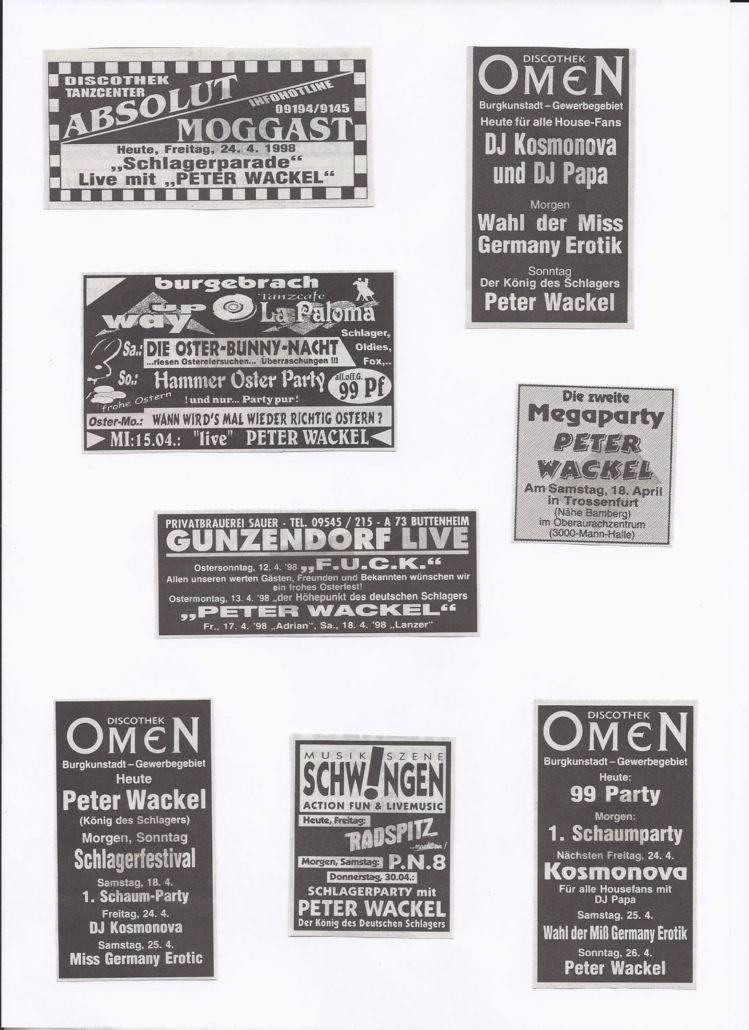 DISCOTHEK
TANZCENTER
ABSOLUT
INFOHOTLINE
09194/9145
MOGGAST
Heute, Freitag, 24. 4. 1998
„Schlagerparade“
Live mit „PETER WACKEL“
DISCOTHEK
OMEN
Burgkunstadt – Gewerbegebiet
Heute für alle House-Fans
DJ Kosmonova
und DJ Papa
Morgen
Wahl der Miss
Germany Erotik
Sonntag
Der König des Schlagers
Peter Wackel
burgebrach
way up
Tanzcafe
La Paloma
Schlager,
Oldies,
Fox,..
Sa.: DIE OSTER-BUNNY-NACHT
...riesen Ostereiersuchen... Überraschungen !!!
So.: Hammer Oster Party
all.off.G.
99 Pf
frohe Ostern
! und nur... Party pur !
Oster-Mo.: WANN WIRD'S MAL WIEDER RICHTIG OSTERN ?
MI:15.04.: "live" PETER WACKEL
Die zweite
Megaparty
PETER
WACKEL
Am Samstag, 18. April
in Trossenfurt
(Nähe Bamberg)
im Oberaurachzentrum
(3000-Mann-Halle)
PRIVATBRAUEREI SAUER · TEL. 09545 / 215 · A 73 BUTTENHEIM
GUNZENDORF LIVE
Ostersonntag, 12. 4. '98 „F.U.C.K.“
Allen unseren werten Gästen, Freunden und Bekannten wünschen wir
ein frohes Osterfest!
Ostermontag, 13. 4. '98 „der Höhepunkt des deutschen Schlagers
„PETER WACKEL“
Fr., 17. 4. '98 „Adrian“, Sa., 18. 4. '98 „Lanzer“
DISCOTHEK
OMEN
Burgkunstadt – Gewerbegebiet
Heute
Peter Wackel
(König des Schlagers)
Morgen, Sonntag
Schlagerfestival
Samstag, 18. 4.
1. Schaum-Party
Freitag, 24. 4.
DJ Kosmonova
Samstag, 25. 4.
Miss Germany Erotic
MUSIK SZENE
SCHW!NGEN
ACTION FUN & LIVEMUSIC
Heute, Freitag:
RADSPITZ
Morgen, Samstag: P.N.8
Donnerstag, 30.04.:
SCHLAGERPARTY mit
PETER WACKEL
Der König des Deutschen Schlagers
DISCOTHEK
OMEN
Burgkunstadt – Gewerbegebiet
Heute:
99 Party
Morgen:
1. Schaumparty
Nächsten Freitag, 24. 4.
Kosmonova
Für alle Housefans mit
DJ Papa
Samstag, 25. 4.
Wahl der Miß Germany Erotik
Sonntag, 26. 4.
Peter Wackel